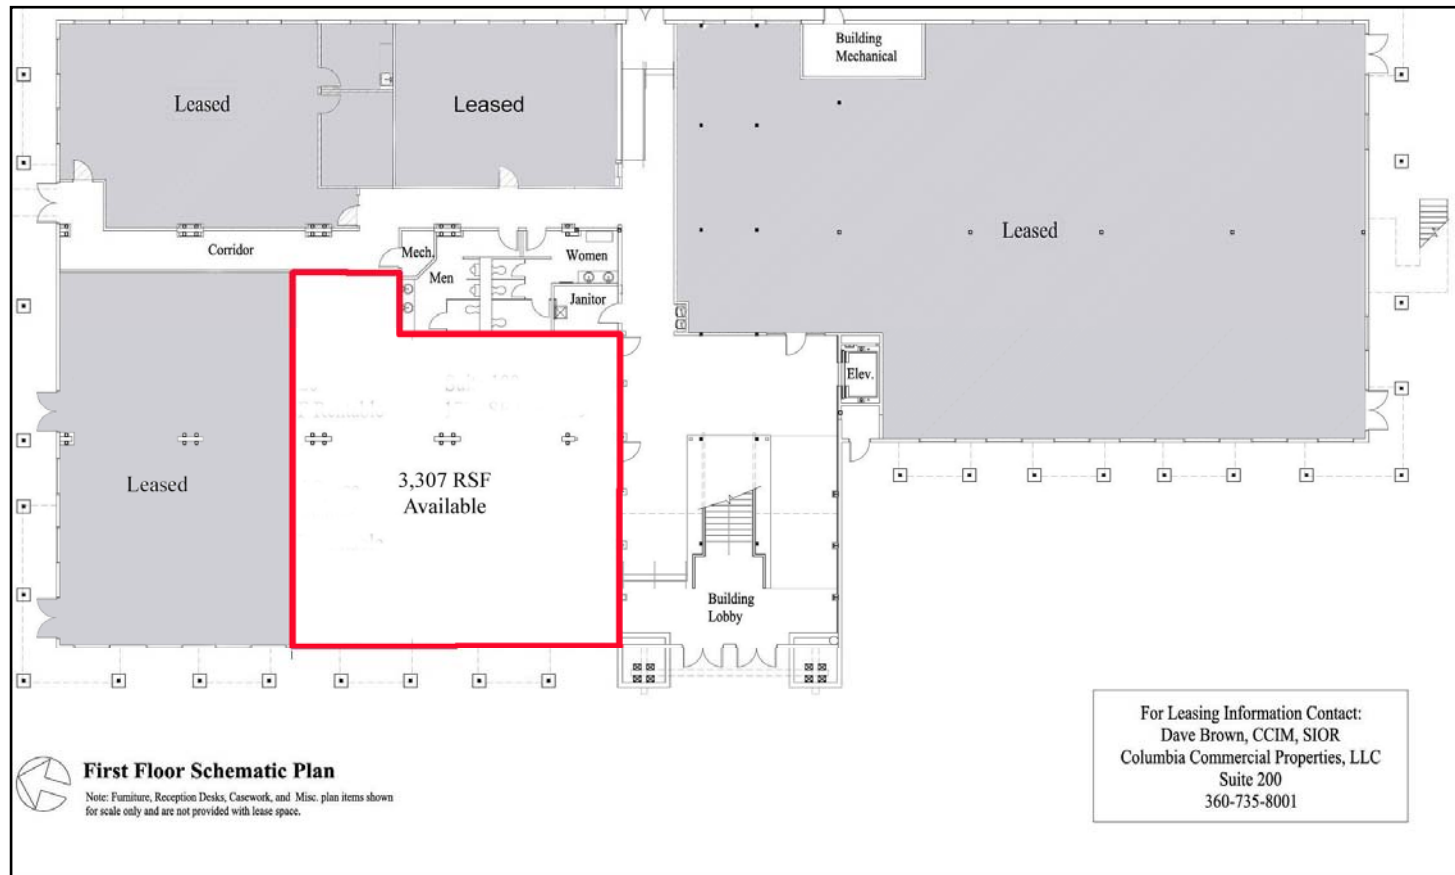 Building
Mechanical
Leased
Leased
Leased
Corridor
Mech.
Men
Women
Janitor
Elev.
Leased
3,307 RSF
Available
Building
Lobby
For Leasing Information Contact:
Dave Brown, CCIM, SIOR
Columbia Commercial Properties, LLC
Suite 200
360-735-8001
First Floor Schematic Plan
Note: Furniture, Reception Desks, Casework, and Misc. plan items shown
for scale only and are not provided with lease space.